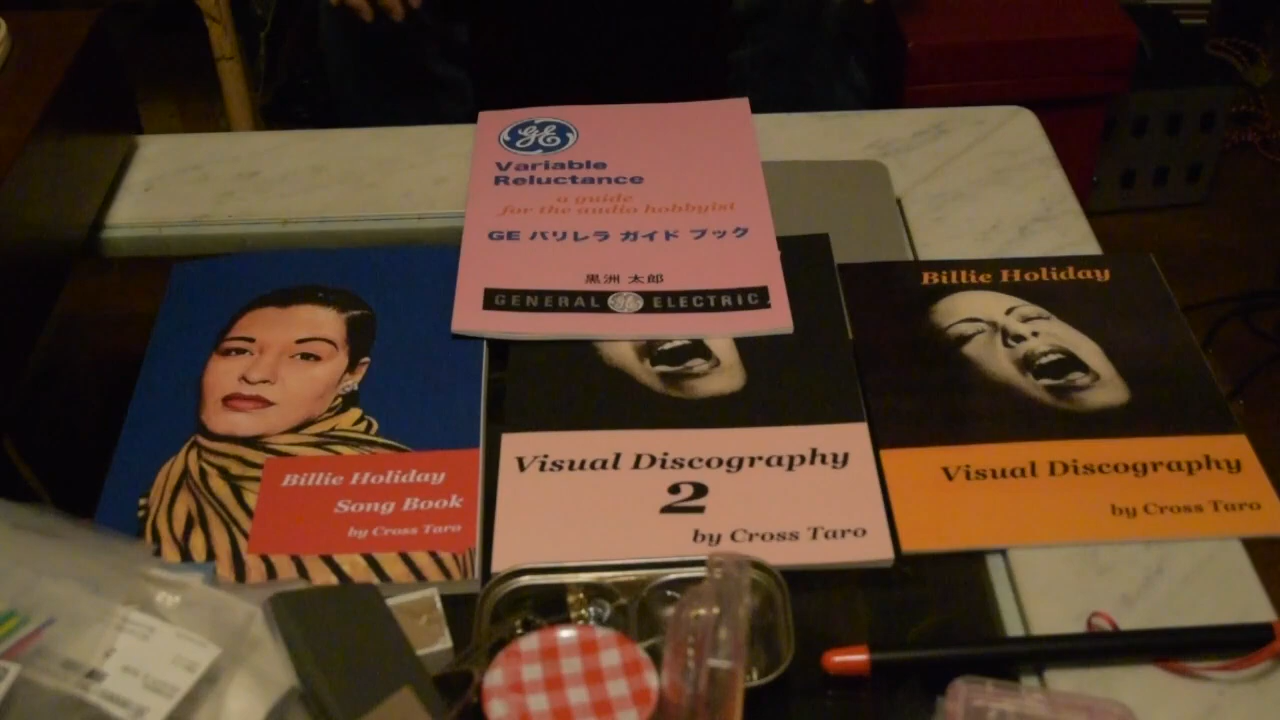 GE
Variable
Reluctance
a guide
for the audio hobbyist
GE バリレラ ガイド ブック
黒洲 太郎
GENERAL GE ELECTRIC
Billie Holiday
Song Book
by Cross Taro
Visual Discography
2
by Cross Taro
Billie Holiday
Visual Discography
by Cross Taro